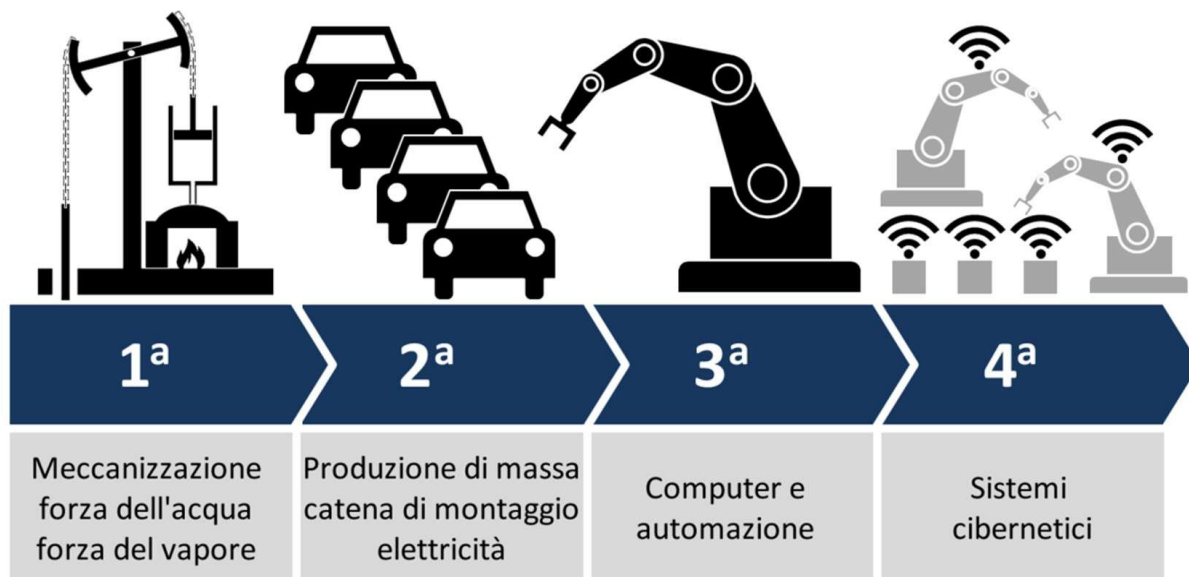 1ª
2ª
3ª
4ª
Meccanizzazione
forza dell'acqua
forza del vapore
Produzione di massa
catena di montaggio
elettricità
Computer e
automazione
Sistemi
cibernetici